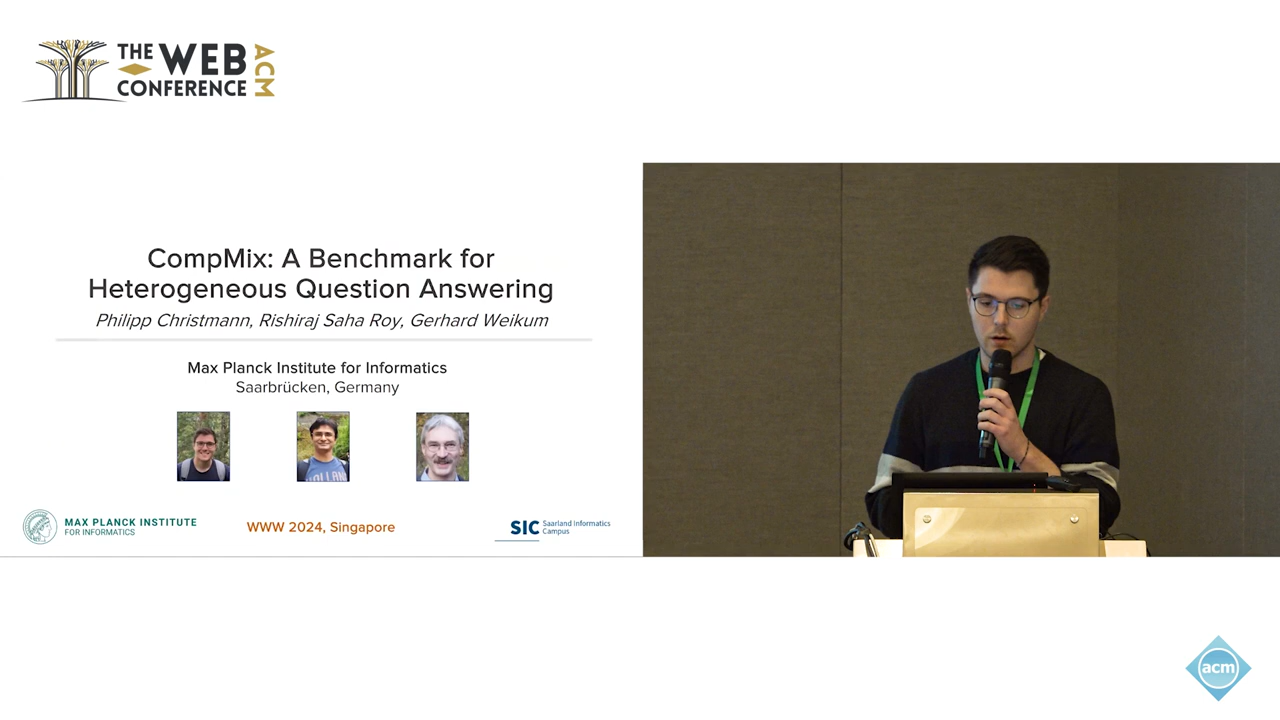 THE WEB
CONFERENCE
ACM
CompMix: A Benchmark for
Heterogeneous Question Answering
Philipp Christmann, Rishiraj Saha Roy, Gerhard Weikum
Max Planck Institute for Informatics
Saarbrücken, Germany
HOLLAND
MAX PLANCK INSTITUTE
FOR INFORMATICS
WWW 2024, Singapore
SIC Saarland Informatics
Campus
acm